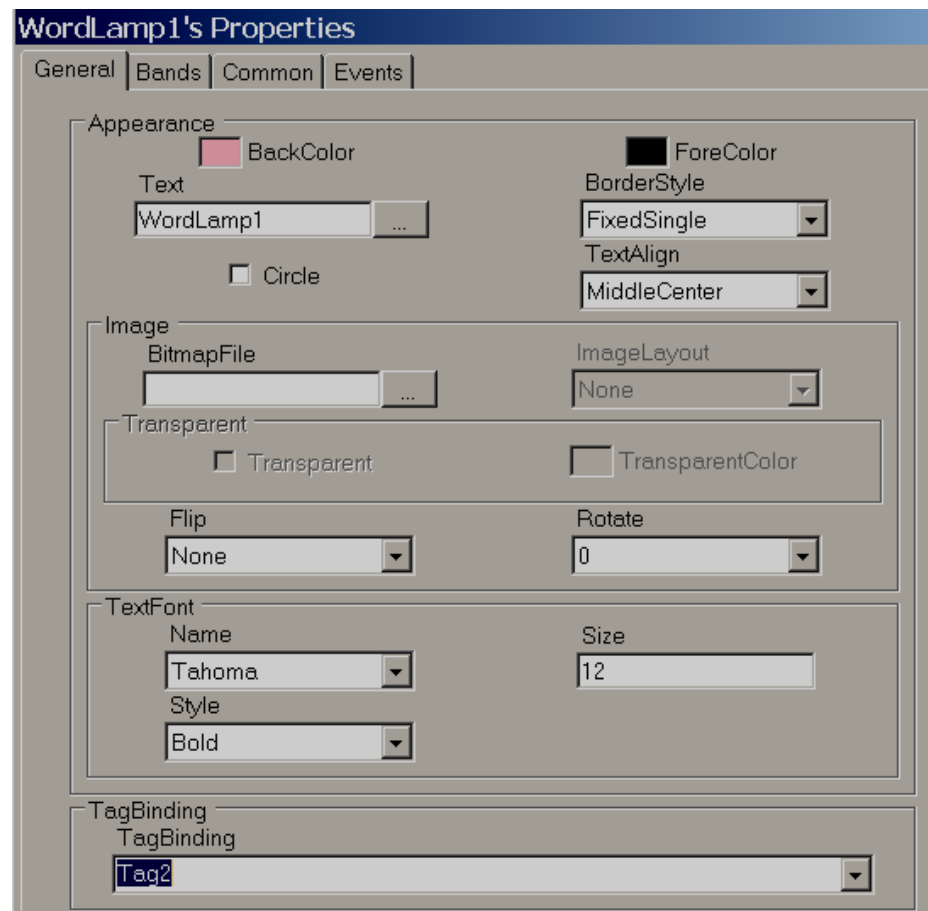 WordLamp1's Properties
General Bands Common Events
Appearance
BackColor ForeColor
Text BorderStyle
WordLamp1 ... FixedSingle
TextAlign
Circle MiddleCenter
Image
BitmapFile ImageLayout
... None
Transparent
Transparent TransparentColor
Flip Rotate
None 0
TextFont
Name Size
Tahoma 12
Style
Bold
TagBinding
TagBinding
Tag2